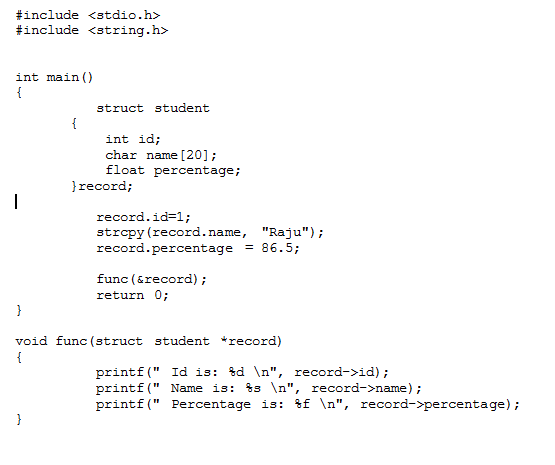 #include <stdio.h>
#include <string.h>
int main()
{
struct student
{
int id;
char name[20];
float percentage;
}record;
record.id=1;
strcpy(record.name, "Raju");
record.percentage = 86.5;
func(&record);
return 0;
}
void func(struct student *record)
{
printf(" Id is: %d \n", record->id);
printf(" Name is: %s \n", record->name);
printf(" Percentage is: %f \n", record->percentage);
}